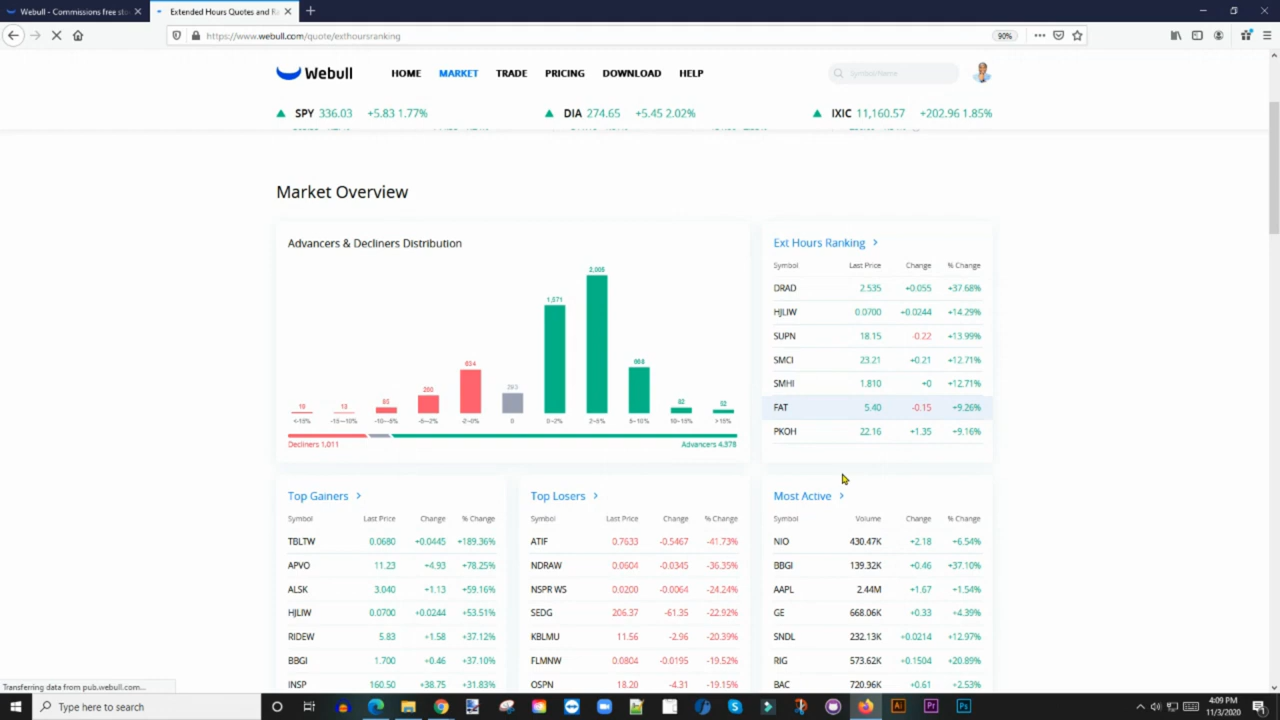 Webull - Commissions free sto
Extended Hours Quotes and Ra
https://www.webull.com/quote/exthoursranking
90%
Webull
HOME MARKET TRADE PRICING DOWNLOAD HELP
Symbol/Name
SPY 336.03 +5.83 1.77%
DIA 274.65 +5.45 2.02%
IXIC 11,160.57 +202.96 1.85%
Market Overview
Advancers & Decliners Distribution
2,005
1,571
634
200
85
13
668
82
52
0
0~2%
2~5%
Decliners 1,011
Advancers 4,378
Ext Hours Ranking
Symbol Last Price Change % Change
DRAD 2.535 +0.055 +37.68%
HJLIW 0.0700 +0.0244 +14.29%
SUPN 18.15 -0.22 +13.99%
SMCI 23.21 +0.21 +12.71%
SMHI 1.810 +0 +12.71%
FAT 5.40 -0.15 +9.26%
PKOH 22.16 +1.35 +9.16%
Top Gainers
Symbol Last Price Change % Change
TBLTW 0.0680 +0.0445 +189.36%
APVO 11.23 +4.93 +78.25%
ALSK 3.040 +1.13 +59.16%
HJLIW 0.0700 +0.0244 +53.51%
RIDEW 5.83 +1.58 +37.12%
BBGI 1.700 +0.46 +37.10%
INSP 160.50 +38.75 +31.83%
Top Losers
Symbol Last Price Change % Change
ATIF 0.7633 -0.5467 -41.73%
NDRAW 0.0604 -0.0345 -36.35%
NSPR WS 0.0200 -0.0064 -24.24%
SEDG 206.37 -61.35 -22.92%
KBLMU 11.56 -2.96 -20.39%
FLMNW 0.0804 -0.0195 -19.52%
OSPN 18.20 -4.31 -19.15%
Most Active
Symbol Volume Change % Change
NIO 430.47K +2.18 +6.54%
BBGI 139.32K +0.46 +37.10%
AAPL 2.44M +1.67 +1.54%
GE 668.06K +0.33 +4.39%
SNDL 232.13K +0.0214 +12.97%
RIG 573.62K +0.1504 +20.89%
BAC 720.96K +0.61 +2.53%
Transferring data from pub.webull.com...
Type here to search
4:09 PM
11/3/2020